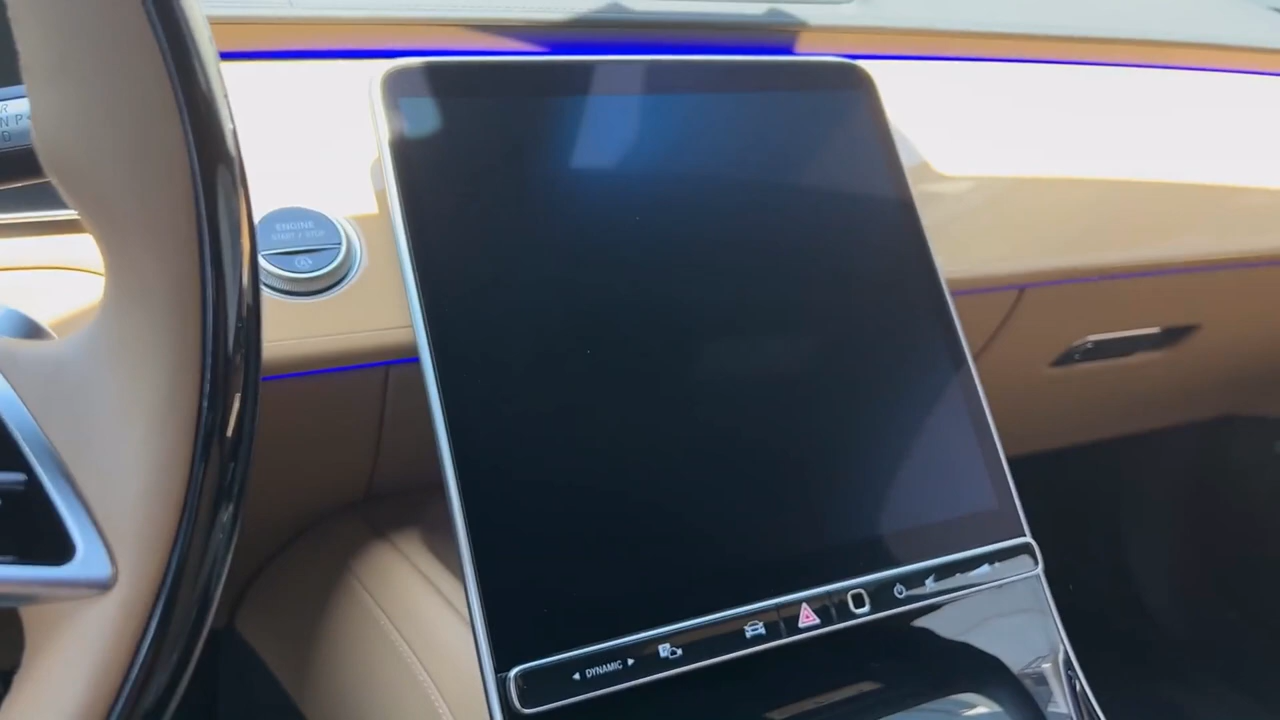 R
N P
D
ENGINE
START / STOP
A
DYNAMIC
P